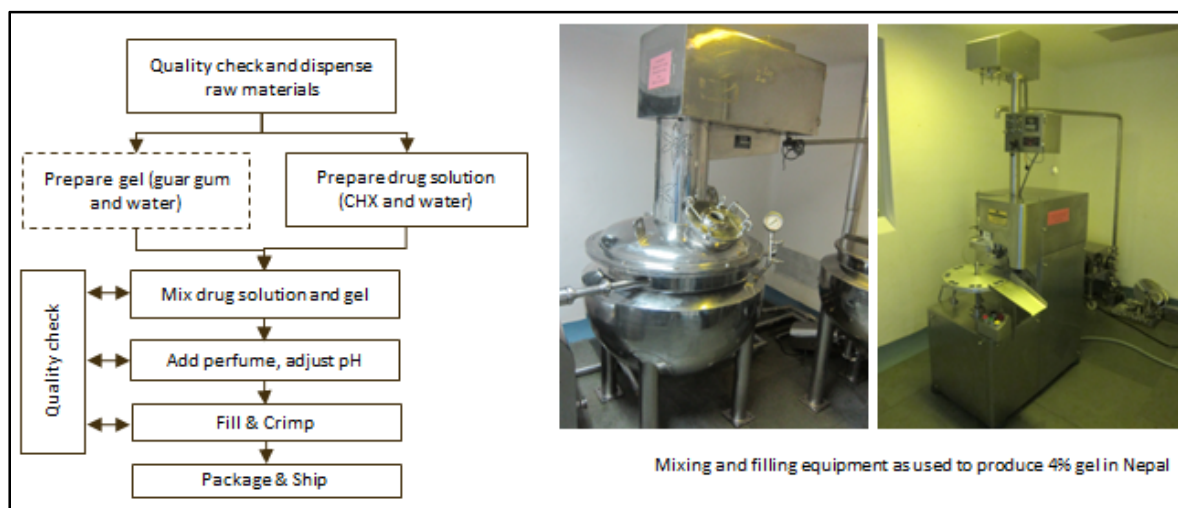 Quality check and dispense
raw materials
Prepare gel (guar gum
and water)
Prepare drug solution
(CHX and water)
Quality check
Mix drug solution and gel
Add perfume, adjust pH
Fill & Crimp
Package & Ship
Mixing and filling equipment as used to produce 4% gel in Nepal